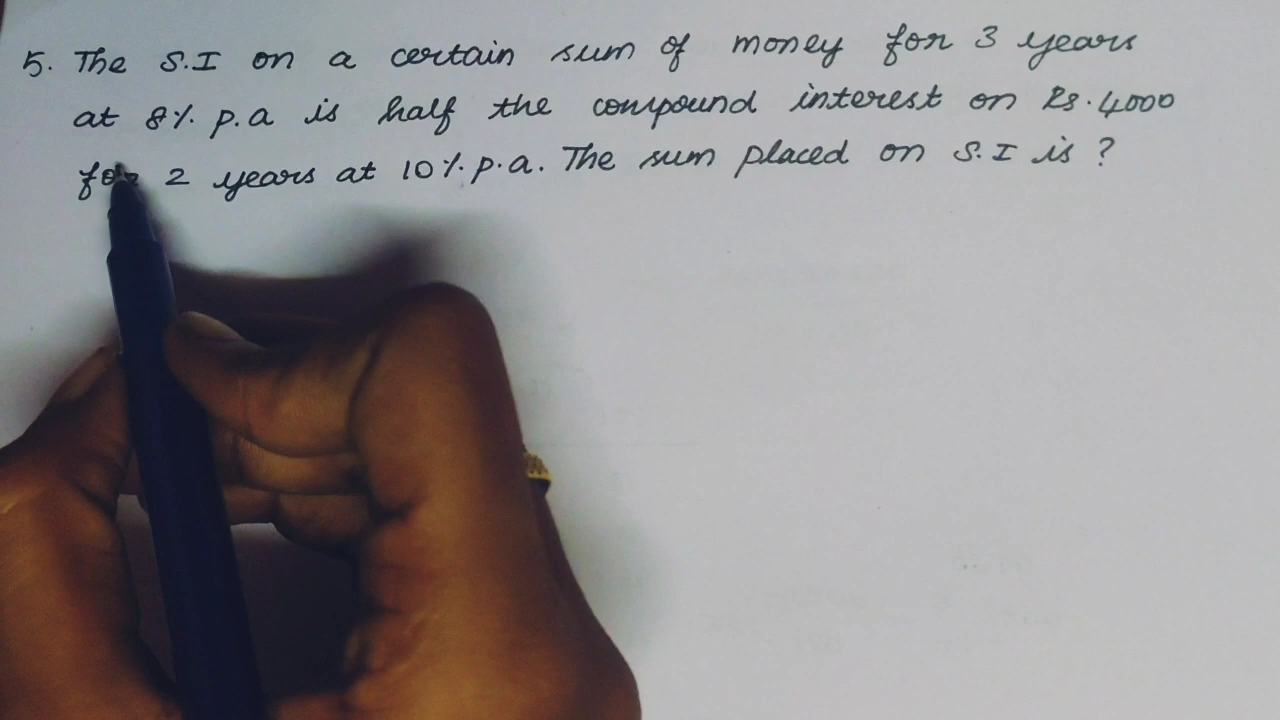 5. The S.I on a certain sum of money for 3 years
at 8%. p.a is half the compound interest on Rs.4000
for 2 years at 10%.p.a. The sum placed on S.I is?